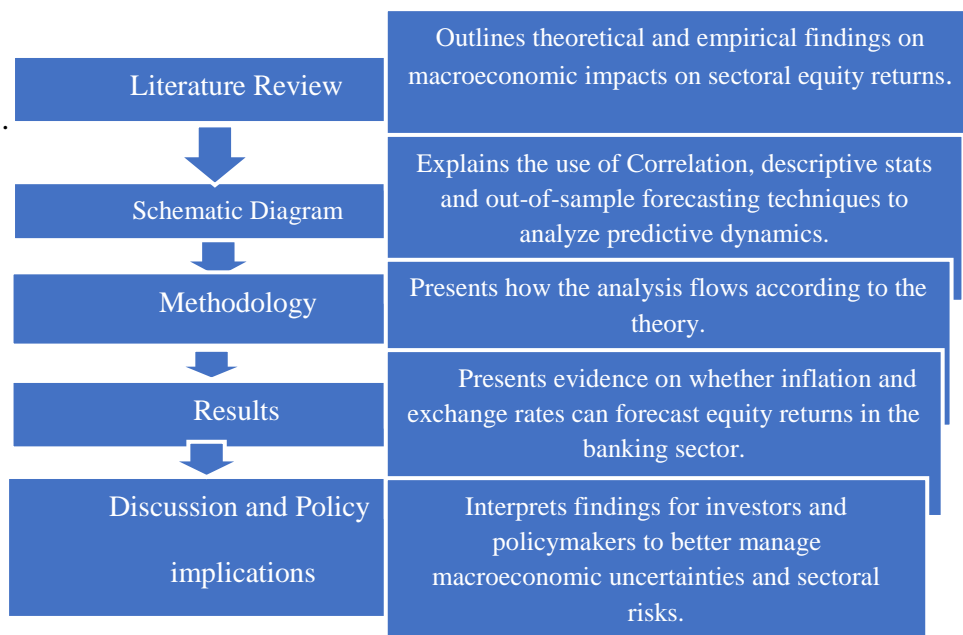 Literature Review
Outlines theoretical and empirical findings on
macroeconomic impacts on sectoral equity returns.
.
Schematic Diagram
Explains the use of Correlation, descriptive stats
and out-of-sample forecasting techniques to
analyze predictive dynamics.
Methodology
Presents how the analysis flows according to the
theory.
Results
Presents evidence on whether inflation and
exchange rates can forecast equity returns in the
banking sector.
Discussion and Policy
implications
Interprets findings for investors and
policymakers to better manage
macroeconomic uncertainties and sectoral
risks.